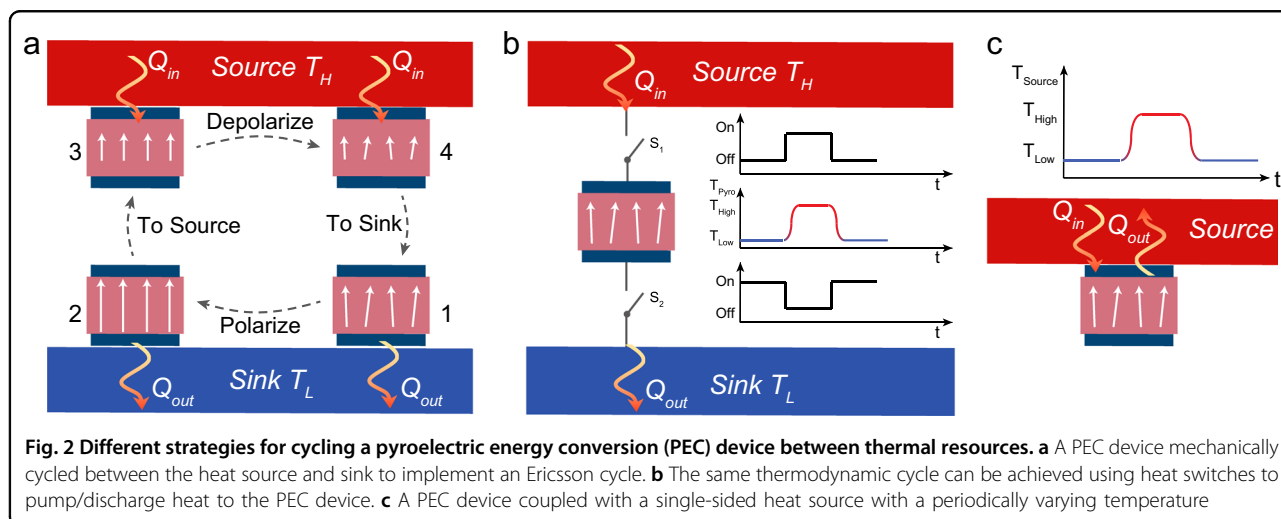 a
Q_in
Source T_H
Q_in
3
Depolarize
4
To Source
To Sink
2
Polarize
1
Q_out
Sink T_L
Q_out
b
Source T_H
Q_in
S_1
S_2
On
Off
t
T_Pyro
T_High
T_Low
t
On
Off
t
Q_out
Sink T_L
c
T_Source
T_High
T_Low
t
Q_in
Q_out
Source
Fig. 2 Different strategies for cycling a pyroelectric energy conversion (PEC) device between thermal resources. a A PEC device mechanically
cycled between the heat source and sink to implement an Ericsson cycle. b The same thermodynamic cycle can be achieved using heat switches to
pump/discharge heat to the PEC device. c A PEC device coupled with a single-sided heat source with a periodically varying temperature